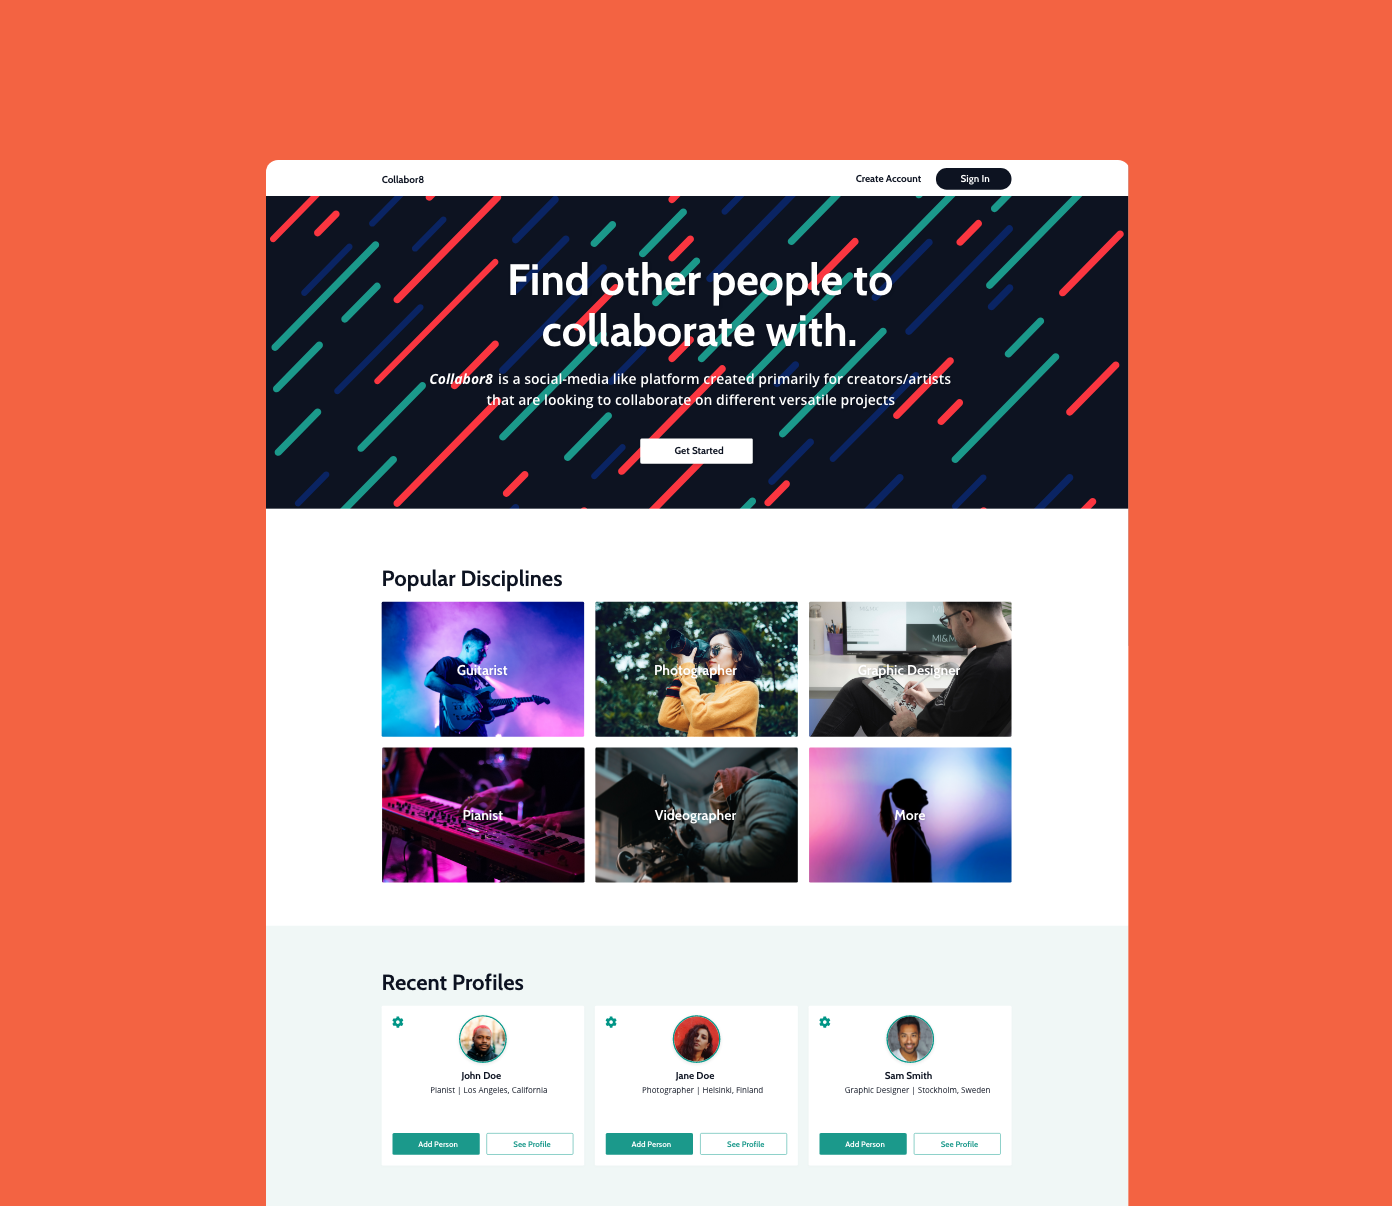 Collabor8
Create Account
Sign In
Find other people to
collaborate with.
Collabor8 is a social-media like platform created primarily for creators/artists
that are looking to collaborate on different versatile projects
Get Started
Popular Disciplines
Guitarist
Photographer
Graphic Designer
MI&M
Pianist
Videographer
More
Recent Profiles
John Doe
Pianist | Los Angeles, California
Add Person
See Profile
Jane Doe
Photographer | Helsinki, Finland
Add Person
See Profile
Sam Smith
Graphic Designer | Stockholm, Sweden
Add Person
See Profile